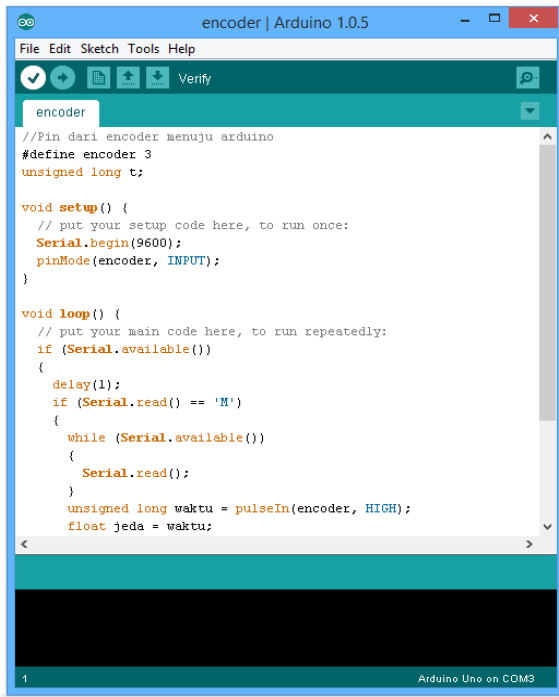 encoder | Arduino 1.0.5
File Edit Sketch Tools Help
Verify
encoder
//Pin dari encoder menuju arduino
#define encoder 3
unsigned long t;
void setup() {
  // put your setup code here, to run once:
  Serial.begin(9600);
  pinMode(encoder, INPUT);
}
void loop() {
  // put your main code here, to run repeatedly:
  if (Serial.available())
  {
    delay(1);
    if (Serial.read() == 'M')
    {
      while (Serial.available())
      {
        Serial.read();
      }
      unsigned long waktu = pulseIn(encoder, HIGH);
      float jeda = waktu;
1
Arduino Uno on COM3